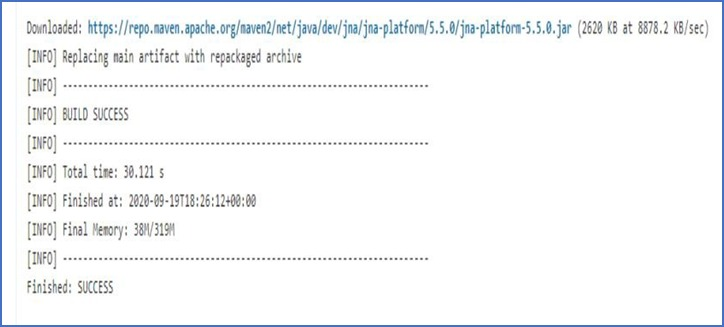 Downloaded: https://repo.maven.apache.org/maven2/net/java/dev/jna/jna-platform/5.5.0/jna-platform-5.5.0.jar (2620 KB at 8878.2 KB/sec)
[INFO] Replacing main artifact with repackaged archive
[INFO] ------------------------------------------------------------------------
[INFO] BUILD SUCCESS
[INFO] ------------------------------------------------------------------------
[INFO] Total time: 30.121 s
[INFO] Finished at: 2020-09-19T18:26:12+00:00
[INFO] Final Memory: 38M/319M
[INFO] ------------------------------------------------------------------------
Finished: SUCCESS